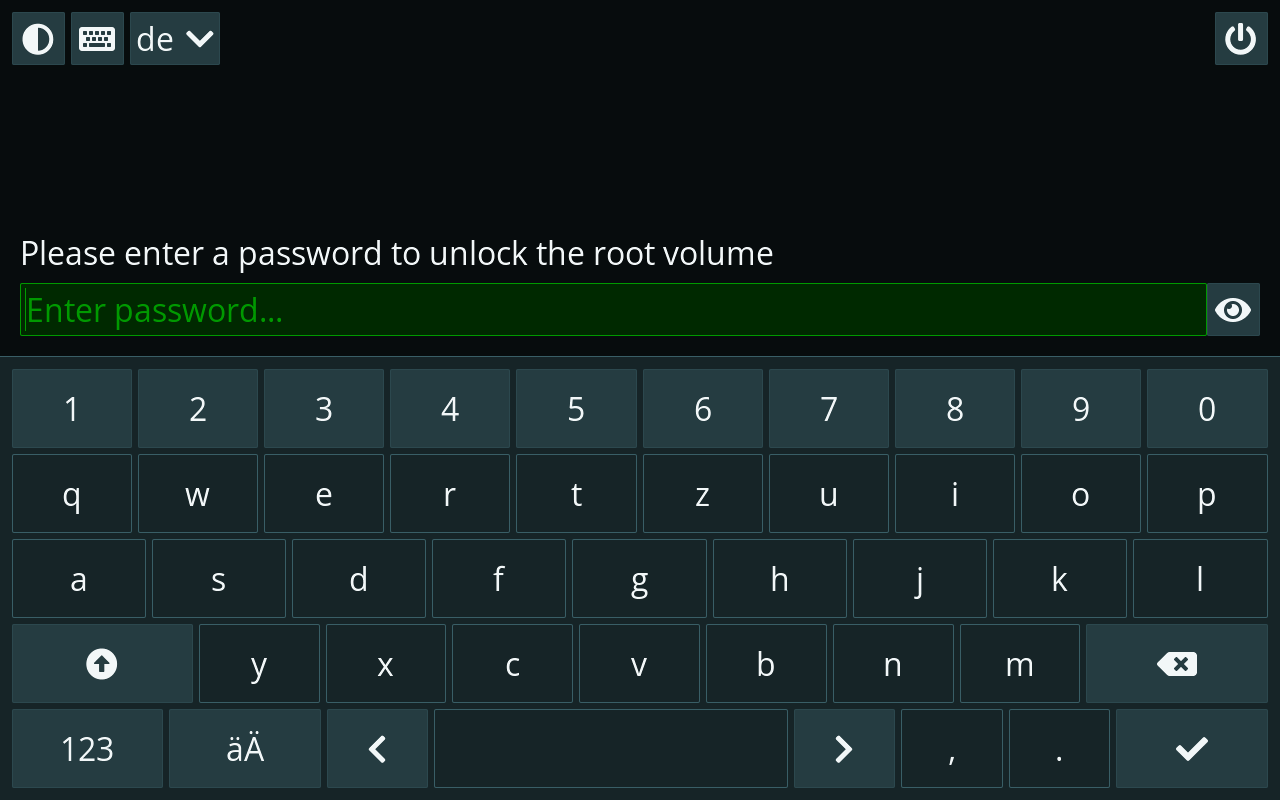 de
Please enter a password to unlock the root volume
Enter password...
1 2 3 4 5 6 7 8 9 0
q w e r t z u i o p
a s d f g h j k l
y x c v b n m
123 äÄ , .